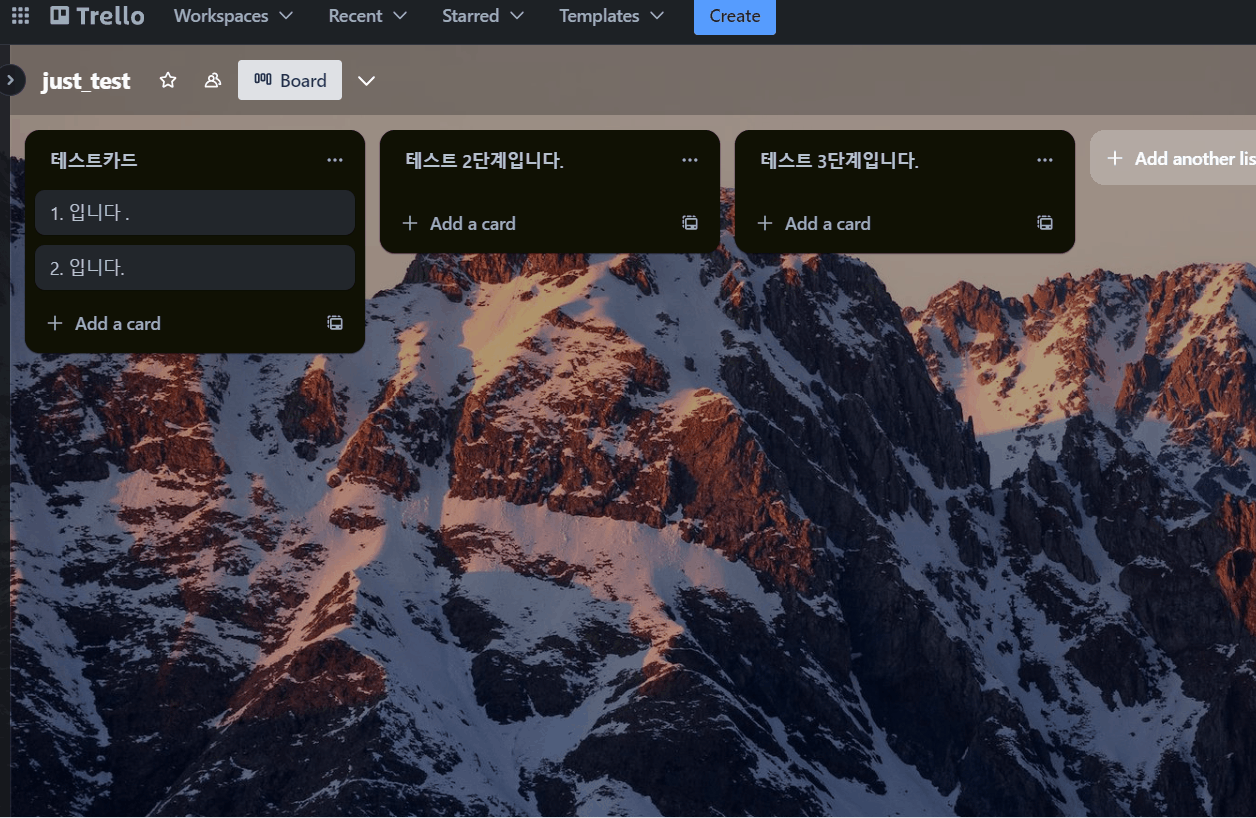 Trello Workspaces Recent Starred Templates Create
just_test Board
테스트카드
1. 입니다 .
2. 입니다.
Add a card
테스트 2단계입니다.
Add a card
테스트 3단계입니다.
Add a card
Add another lis